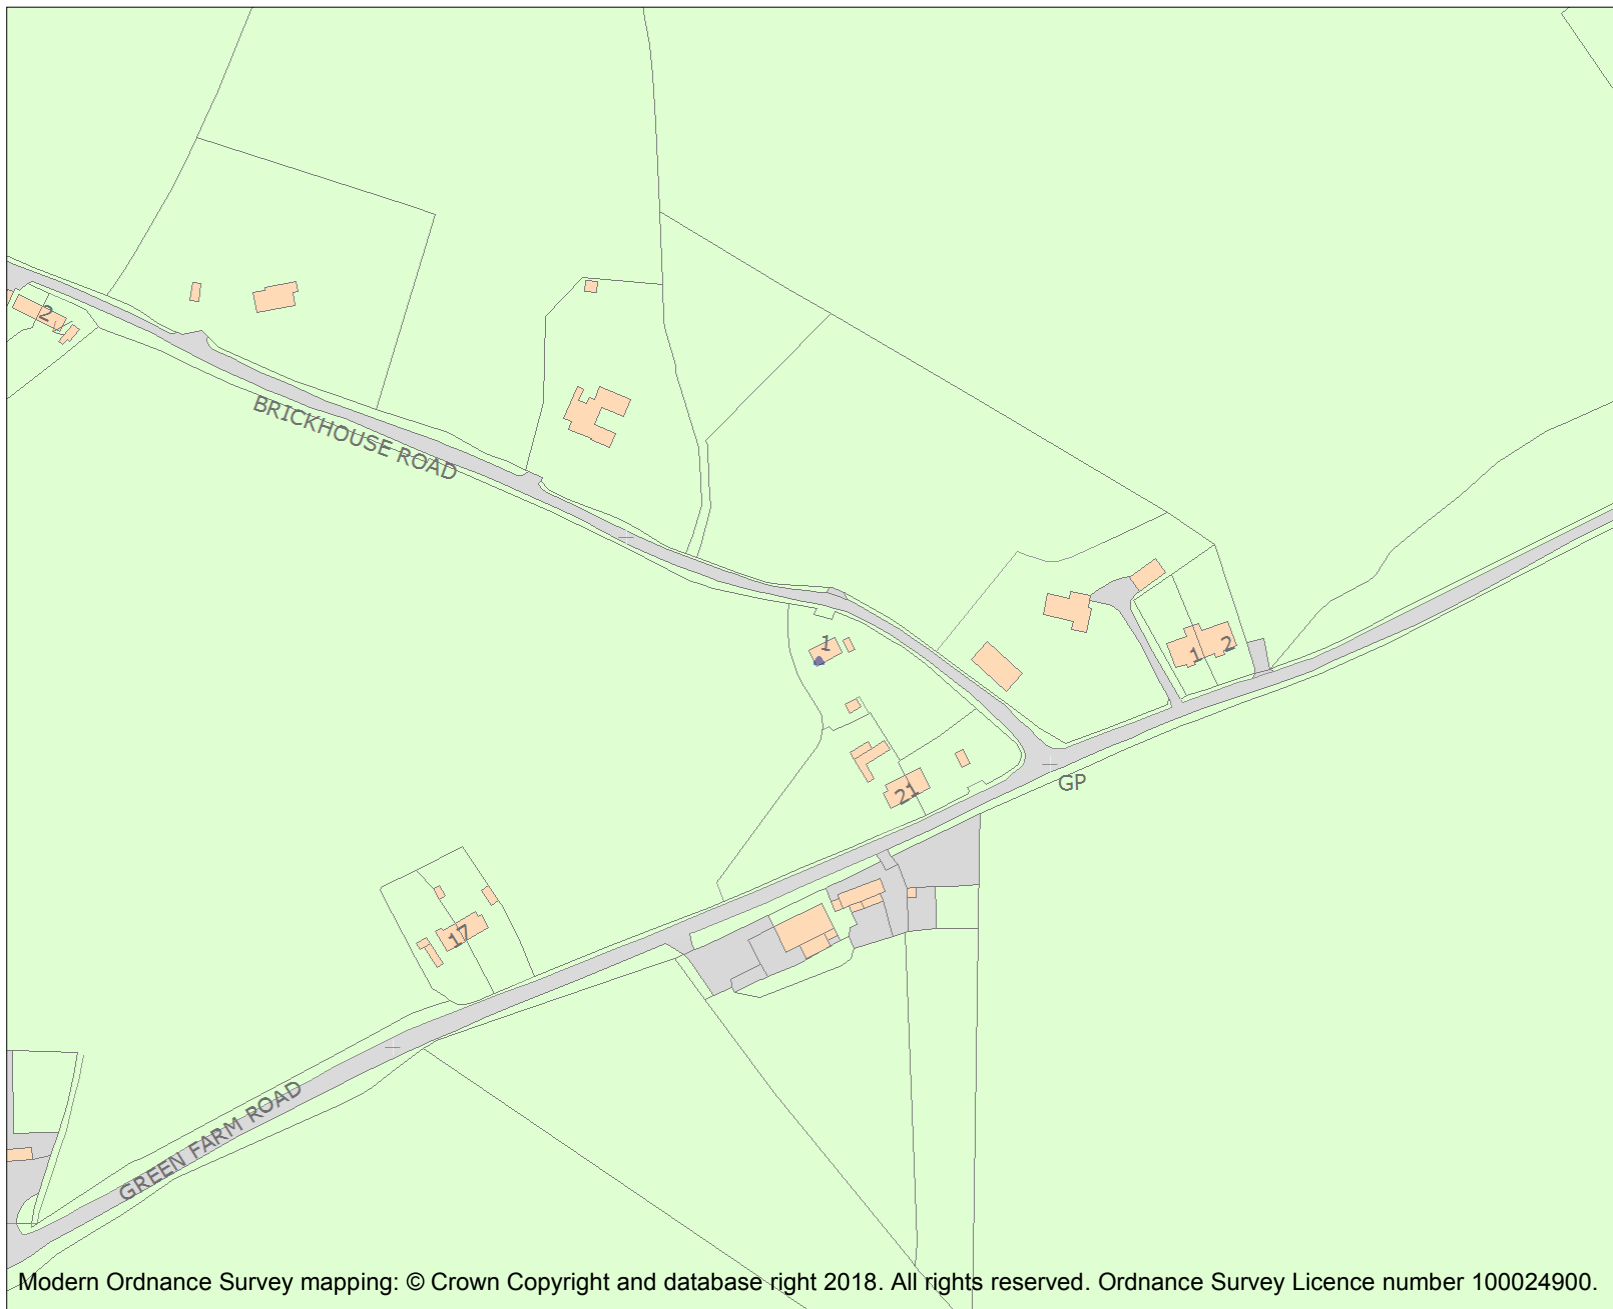 2
BRICKHOUSE ROAD
1
1
2
GP
21
17
GREEN FARM ROAD
Modern Ordnance Survey mapping: © Crown Copyright and database right 2018. All rights reserved. Ordnance Survey Licence number 100024900.